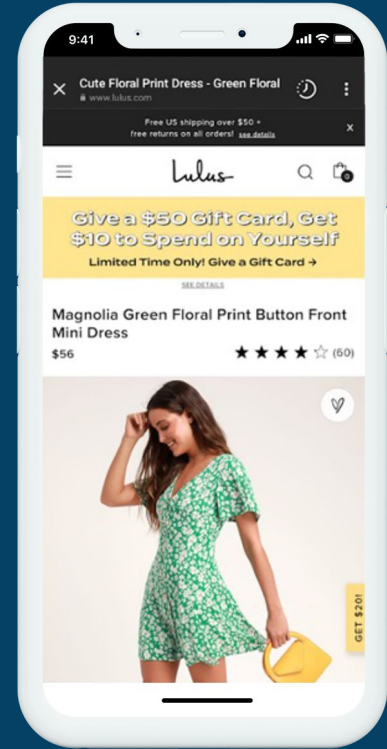 9:41
Cute Floral Print Dress - Green Floral
www.lulus.com
Free US shipping over $50 +
free returns on all orders! see details
X
Lulus
0
Give a $50 Gift Card, Get
$10 to Spend on Yourself
Limited Time Only! Give a Gift Card →
SEE DETAILS
Magnolia Green Floral Print Button Front
Mini Dress
$56
★★★★☆ (60)
GET $20!